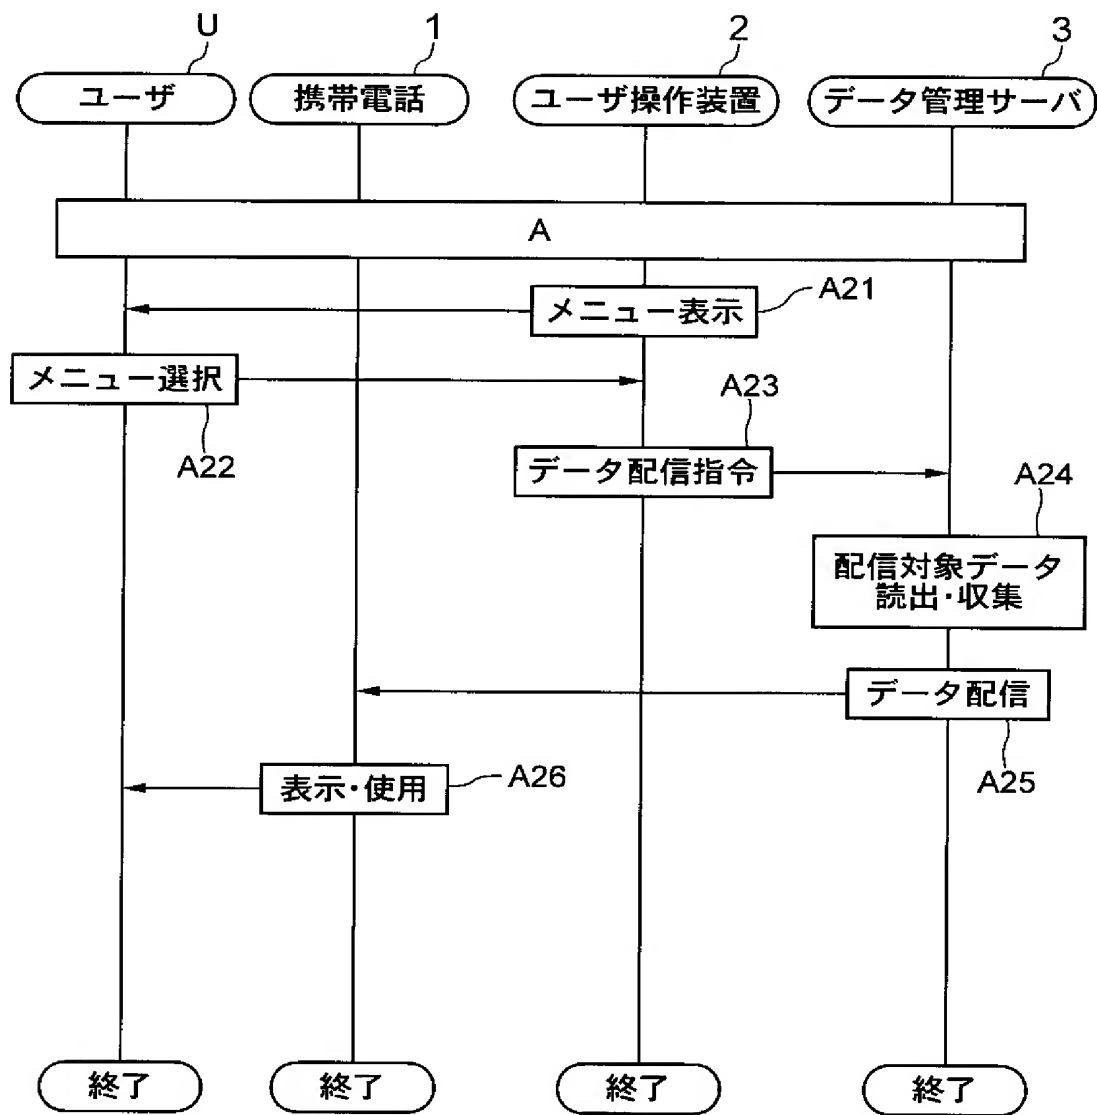 U
1
2
3
ユーザ
携帯電話
ユーザ操作装置
データ管理サーバ
A
メニュー表示
A21
メニュー選択
A22
A23
データ配信指令
A24
配信対象データ
読出・収集
データ配信
A25
表示・使用
A26
終了
終了
終了
終了